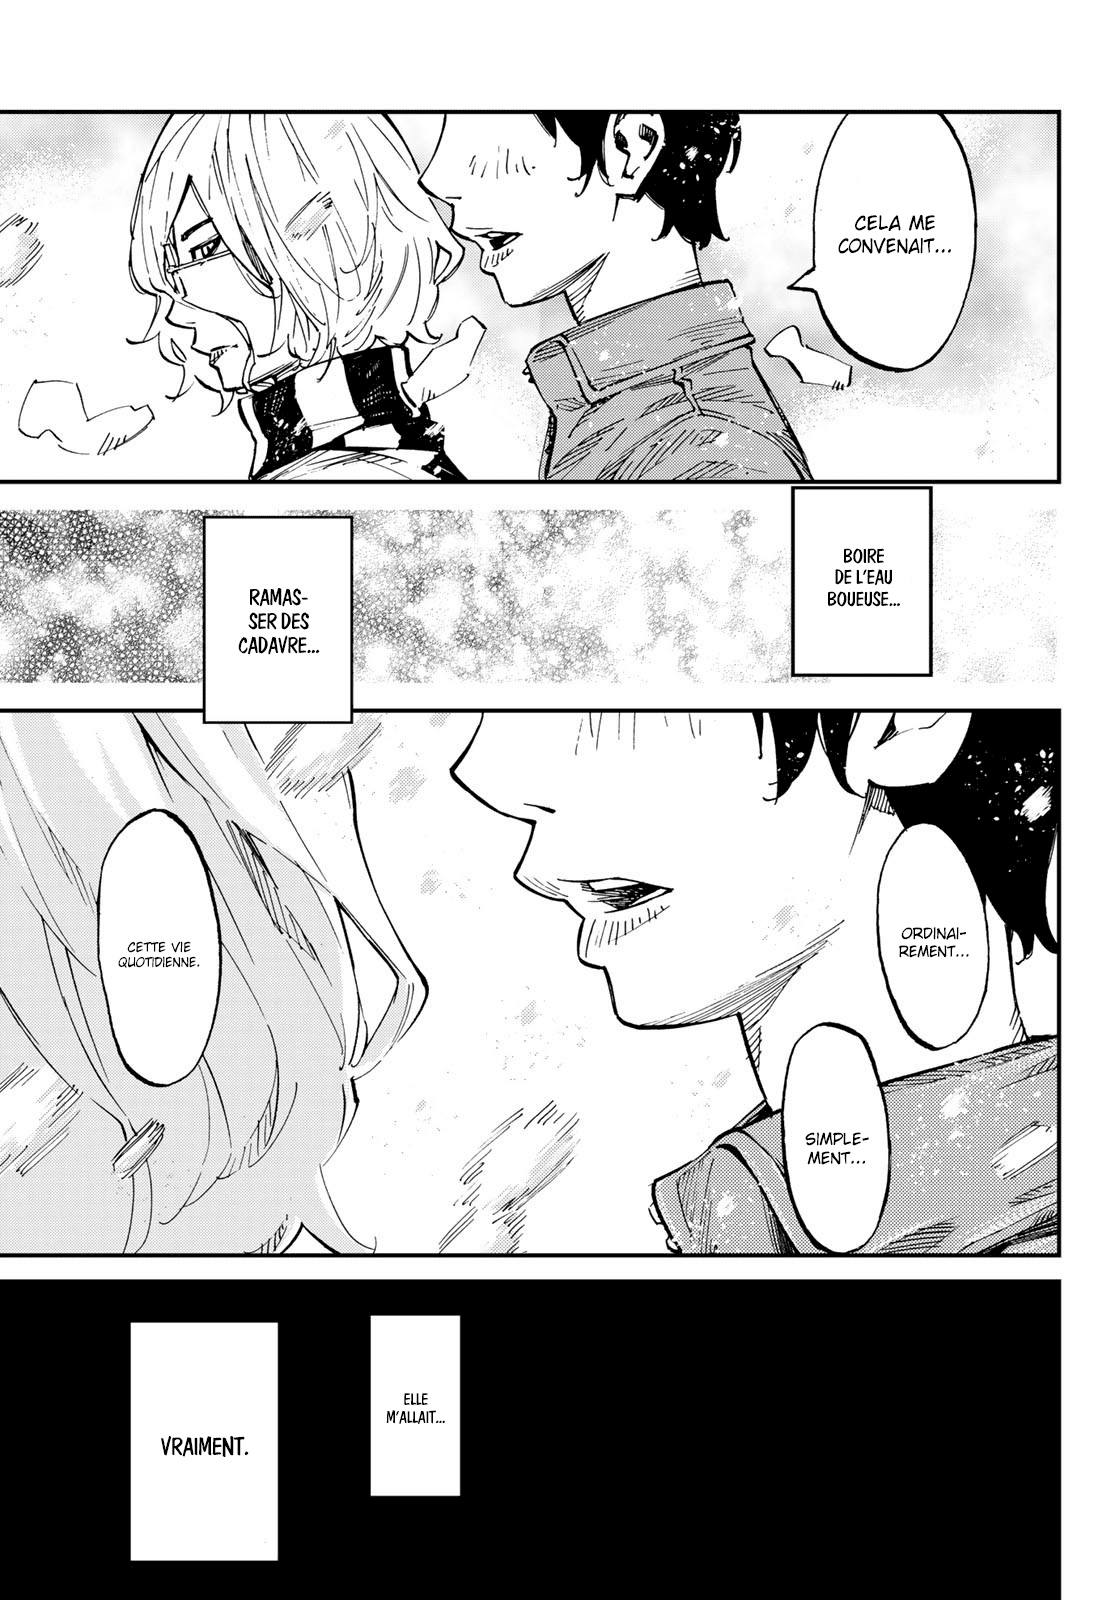 CELA ME
CONVENAIT...
BOIRE
DE L'EAU
BOUEUSE...
RAMAS-
SER DES
CADAVRE...
ORDINAI-
REMENT...
SIMPLE-
MENT...
CETTE VIE
QUOTIDIENNE.
ELLE
M'ALLAIT...
VRAIMENT.